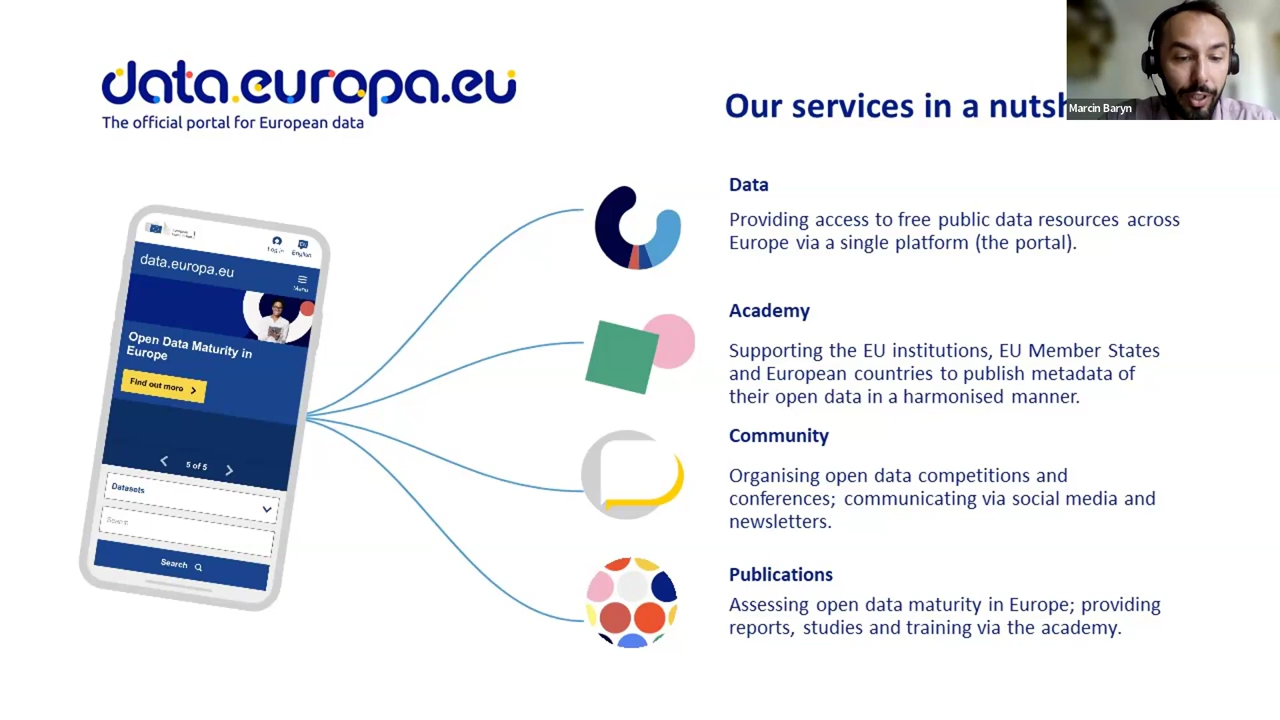 data.europa.eu
The official portal for European data
Our services in a nutsh
Marcin Baryn
Log in
English
data.europa.eu
Menu
Open Data Maturity in
Europe
Find out more
5 of 5
Datasets
Search
Search
Data
Providing access to free public data resources across
Europe via a single platform (the portal).
Academy
Supporting the EU institutions, EU Member States
and European countries to publish metadata of
their open data in a harmonised manner.
Community
Organising open data competitions and
conferences; communicating via social media and
newsletters.
Publications
Assessing open data maturity in Europe; providing
reports, studies and training via the academy.